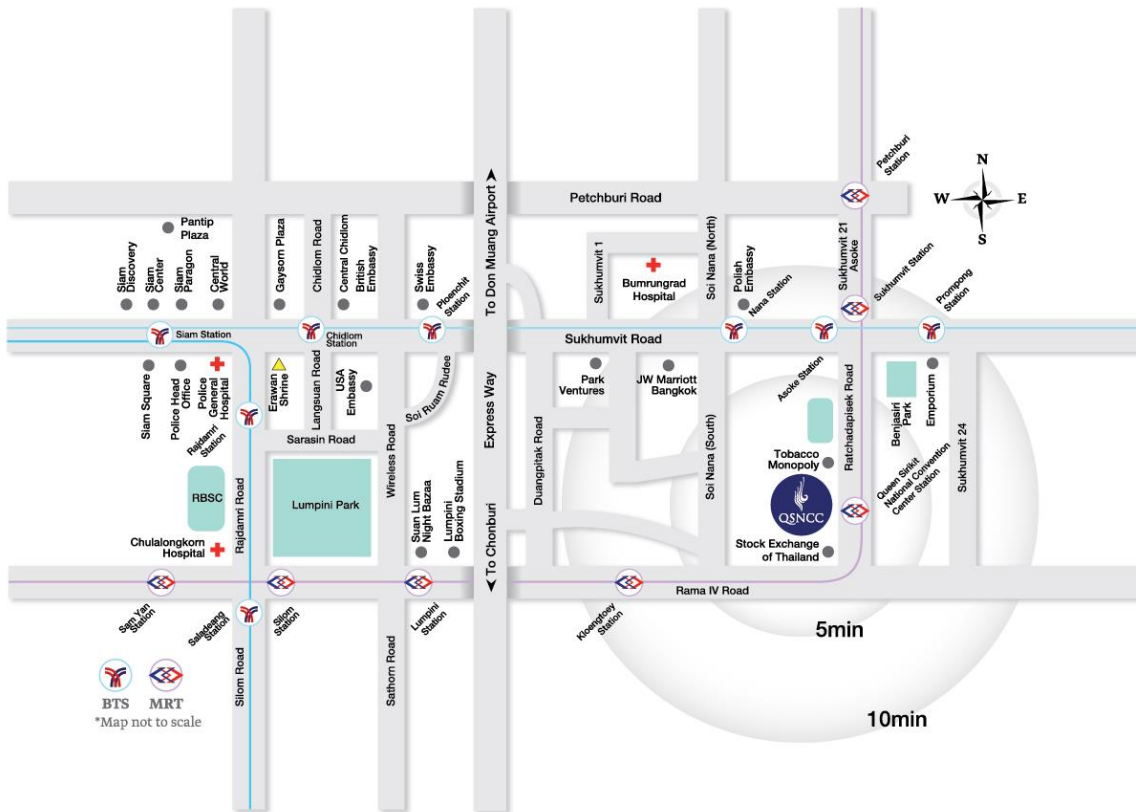 Petchburi
Station
Petchburi Road
N
W
E
S
To Don Muang Airport
Pantip
Plaza
Siam
Discovery
Siam
Center
Siam
Paragon
Central
World
Gaysorn Plaza
Chidlom Road
Central Chidlom
British
Embassy
Swiss
Embassy
Ploenchit
Station
Sukhumvit 1
Bumrungrad
Hospital
Soi Nana (North)
Polish
Embassy
Nana Station
Sukhumvit 21
Asoke
Sukhumvit Station
Prompong
Station
Siam Station
Chidlom
Station
Sukhumvit Road
Siam Square
Police Head
Office
Police
General
Hospital
Rajdamri
Station
Erawan
Shrine
Langsuan Road
USA
Embassy
Soi Ruam Rudee
Express Way
Park
Ventures
JW Marriott
Bangkok
Asoke Station
Ratchadapisek Road
Benjasiri
Park
Emporium
Sarasin Road
Wireless Road
Duangpitak Road
Soi Nana (South)
Tobacco
Monopoly
Queen Sirikit
National Convention
Center Station
Sukhumvit 24
RBSC
Rajdamri Road
Lumpini Park
Suan Lum
Night Bazaa
Lumpini
Boxing Stadium
To Chonburi
QSNCC
Chulalongkorn
Hospital
Stock Exchange
of Thailand
Rama IV Road
Sam Yan
Station
Saladeang
Station
Silom
Station
Lumpini
Station
Kloengtoey
Station
5min
Silom Road
Sathorn Road
BTS
MRT
*Map not to scale
10min